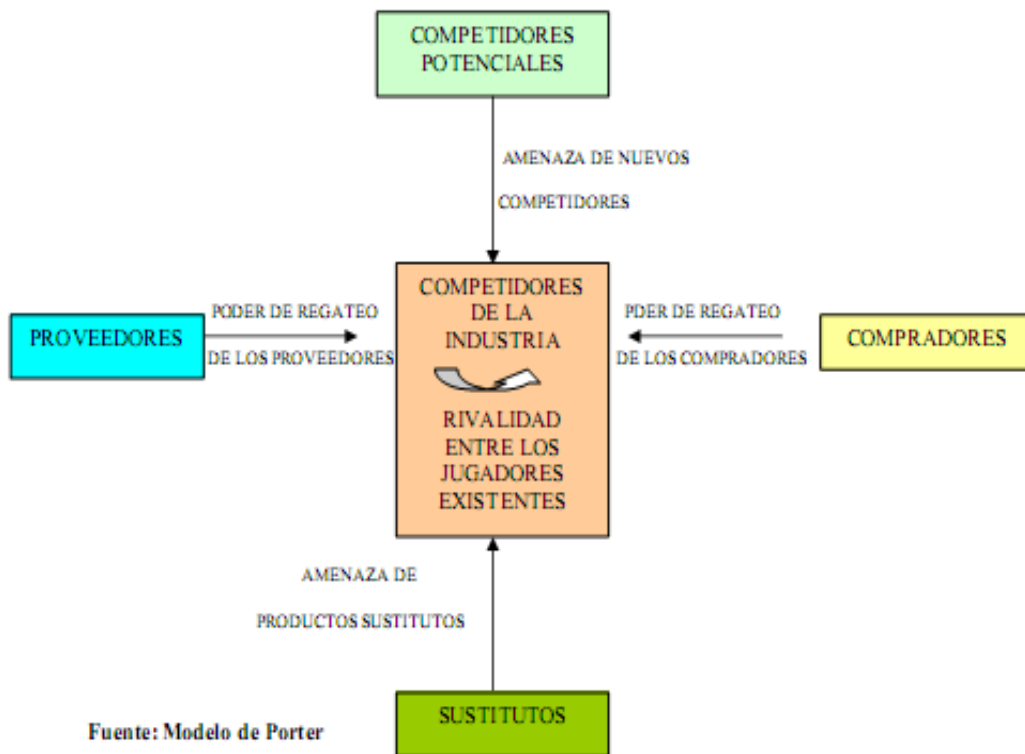 COMPETIDORES
POTENCIALES
AMENAZA DE NUEVOS
COMPETIDORES
PROVEEDORES
PODER DE REGATEO
DE LOS PROVEEDORES
COMPETIDORES
DE LA
INDUSTRIA
RIVALIDAD
ENTRE LOS
JUGADORES
EXISTENTES
PDER DE REGATEO
DE LOS COMPRADORES
COMPRADORES
AMENAZA DE
PRODUCTOS SUSTITUTOS
SUSTITUTOS
Fuente: Modelo de Porter